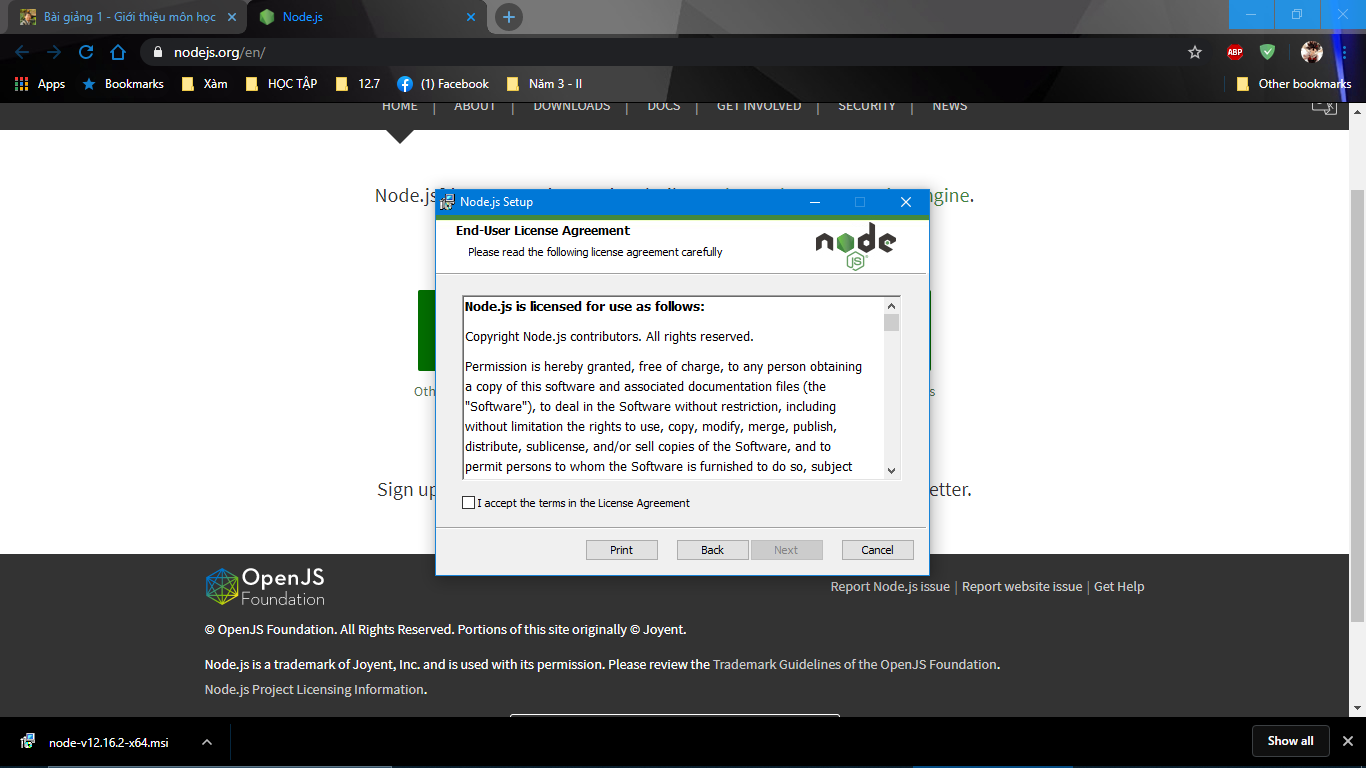 Bài giảng 1 - Giới thiệu môn học
Node.js
nodejs.org/en/
ABP
Apps
Bookmarks
Xàm
HỌC TẬP
12.7
(1) Facebook
Năm 3 - II
Other bookmarks
HOME | ABOUT | DOWNLOADS | DOCS | GET INVOLVED | SECURITY | NEWS
Node.js
engine.
Node.js Setup
End-User License Agreement
Please read the following license agreement carefully
node
JS
Node.js is licensed for use as follows:
Copyright Node.js contributors. All rights reserved.
Permission is hereby granted, free of charge, to any person obtaining
a copy of this software and associated documentation files (the
"Software"), to deal in the Software without restriction, including
without limitation the rights to use, copy, modify, merge, publish,
distribute, sublicense, and/or sell copies of the Software, and to
permit persons to whom the Software is furnished to do so, subject
Oth
s
Sign up
etter.
I accept the terms in the License Agreement
Print
Back
Next
Cancel
OpenJS
Foundation
Report Node.js issue | Report website issue | Get Help
© OpenJS Foundation. All Rights Reserved. Portions of this site originally © Joyent.
Node.js is a trademark of Joyent, Inc. and is used with its permission. Please review the Trademark Guidelines of the OpenJS Foundation.
Node.js Project Licensing Information.
node-v12.16.2-x64.msi
Show all